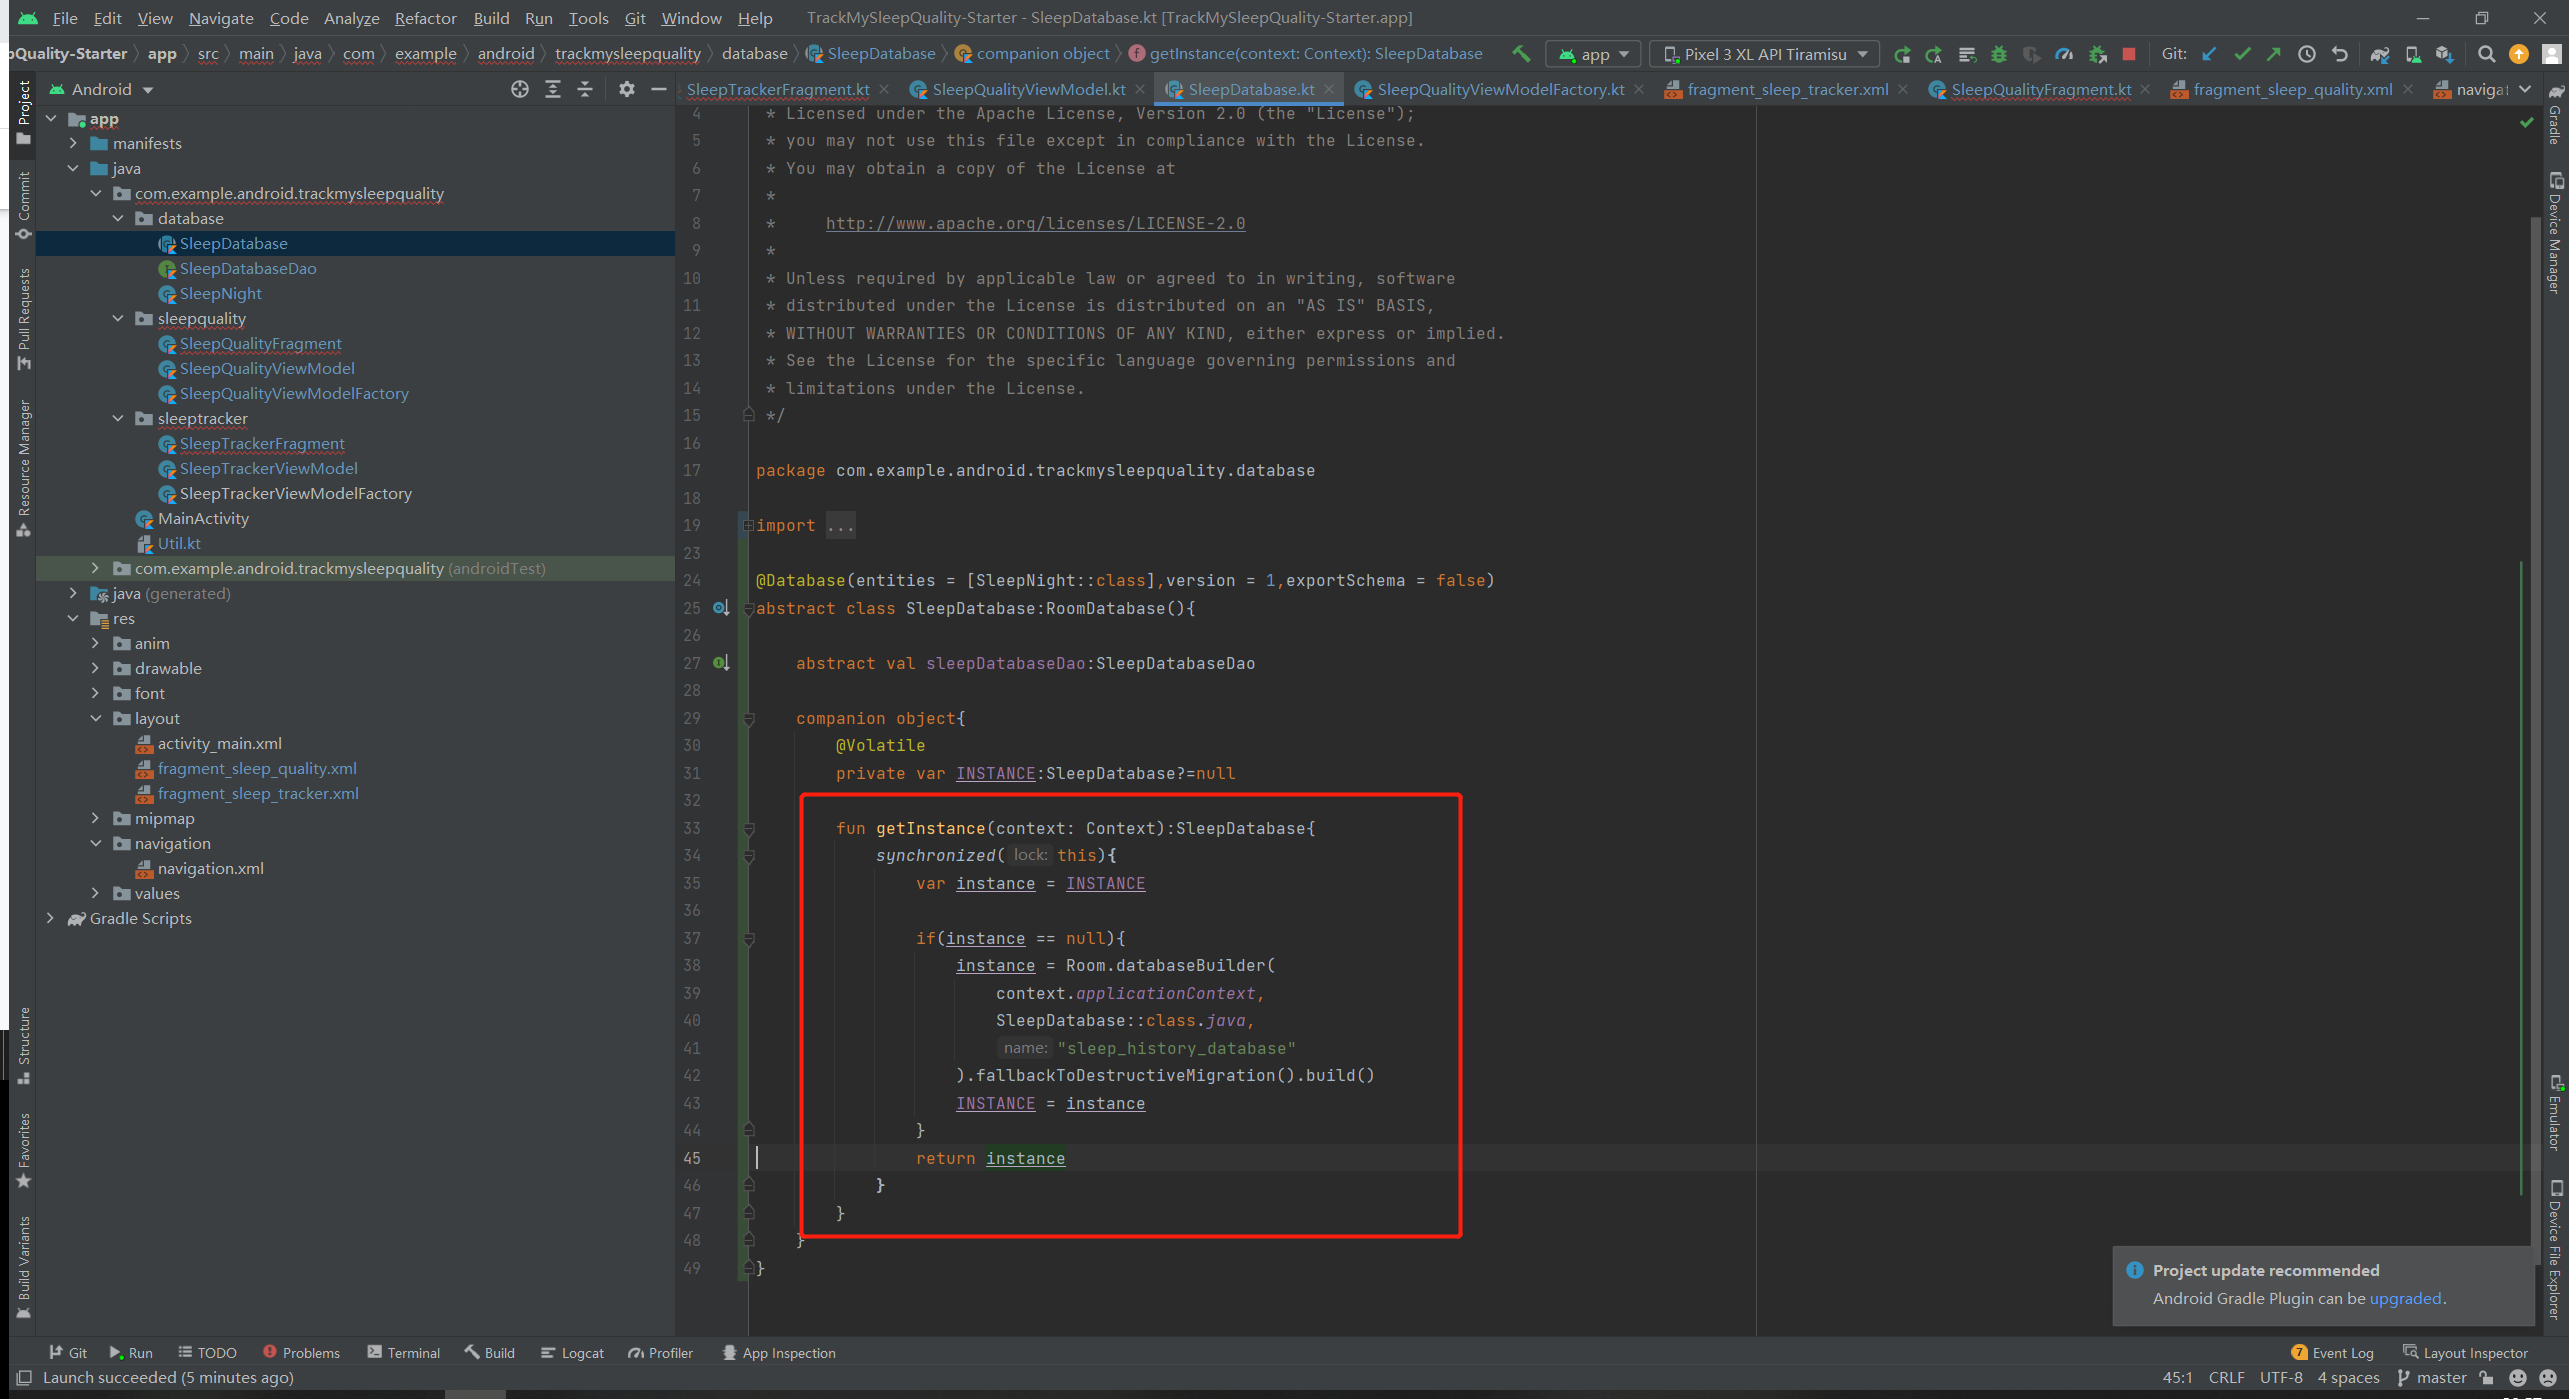 File Edit View Navigate Code Analyze Refactor Build Run Tools Git Window Help TrackMySleepQuality-Starter - SleepDatabase.kt [TrackMySleepQuality-Starter.app]
pQuality-Starter app src main java com example android trackmysleepquality database SleepDatabase companion object getInstance(context: Context): SleepDatabase app Pixel 3 XL API Tiramisu Git:
Android
SleepTrackerFragment.kt SleepQualityViewModel.kt SleepDatabase.kt SleepQualityViewModelFactory.kt fragment_sleep_tracker.xml SleepQualityFragment.kt fragment_sleep_quality.xml navigat
Project
Commit
Pull Requests
Resource Manager
Structure
Favorites
Build Variants
app
manifests
java
com.example.android.trackmysleepquality
database
SleepDatabase
SleepDatabaseDao
SleepNight
sleepquality
SleepQualityFragment
SleepQualityViewModel
SleepQualityViewModelFactory
sleeptracker
SleepTrackerFragment
SleepTrackerViewModel
SleepTrackerViewModelFactory
MainActivity
Util.kt
com.example.android.trackmysleepquality (androidTest)
java (generated)
res
anim
drawable
font
layout
activity_main.xml
fragment_sleep_quality.xml
fragment_sleep_tracker.xml
mipmap
navigation
navigation.xml
values
Gradle Scripts
4 * Licensed under the Apache License, Version 2.0 (the "License");
5 * you may not use this file except in compliance with the License.
6 * You may obtain a copy of the License at
7 *
8 * http://www.apache.org/licenses/LICENSE-2.0
9 *
10 * Unless required by applicable law or agreed to in writing, software
11 * distributed under the License is distributed on an "AS IS" BASIS,
12 * WITHOUT WARRANTIES OR CONDITIONS OF ANY KIND, either express or implied.
13 * See the License for the specific language governing permissions and
14 * limitations under the License.
15 */
16
17 package com.example.android.trackmysleepquality.database
18
19 import ...
23
24 @Database(entities = [SleepNight::class],version = 1,exportSchema = false)
25 abstract class SleepDatabase:RoomDatabase(){
26
27 abstract val sleepDatabaseDao:SleepDatabaseDao
28
29 companion object{
30 @Volatile
31 private var INSTANCE:SleepDatabase?=null
32
33 fun getInstance(context: Context):SleepDatabase{
34 synchronized( lock: this){
35 var instance = INSTANCE
36
37 if(instance == null){
38 instance = Room.databaseBuilder(
39 context.applicationContext,
40 SleepDatabase::class.java,
41 name: "sleep_history_database"
42 ).fallbackToDestructiveMigration().build()
43 INSTANCE = instance
44 }
45 return instance
46 }
47 }
48 }
49 }
Gradle
Device Manager
Emulator
Device File Explorer
Project update recommended
Android Gradle Plugin can be upgraded.
Git Run TODO Problems Terminal Build Logcat Profiler App Inspection 7 Event Log Layout Inspector
Launch succeeded (5 minutes ago) 45:1 CRLF UTF-8 4 spaces master